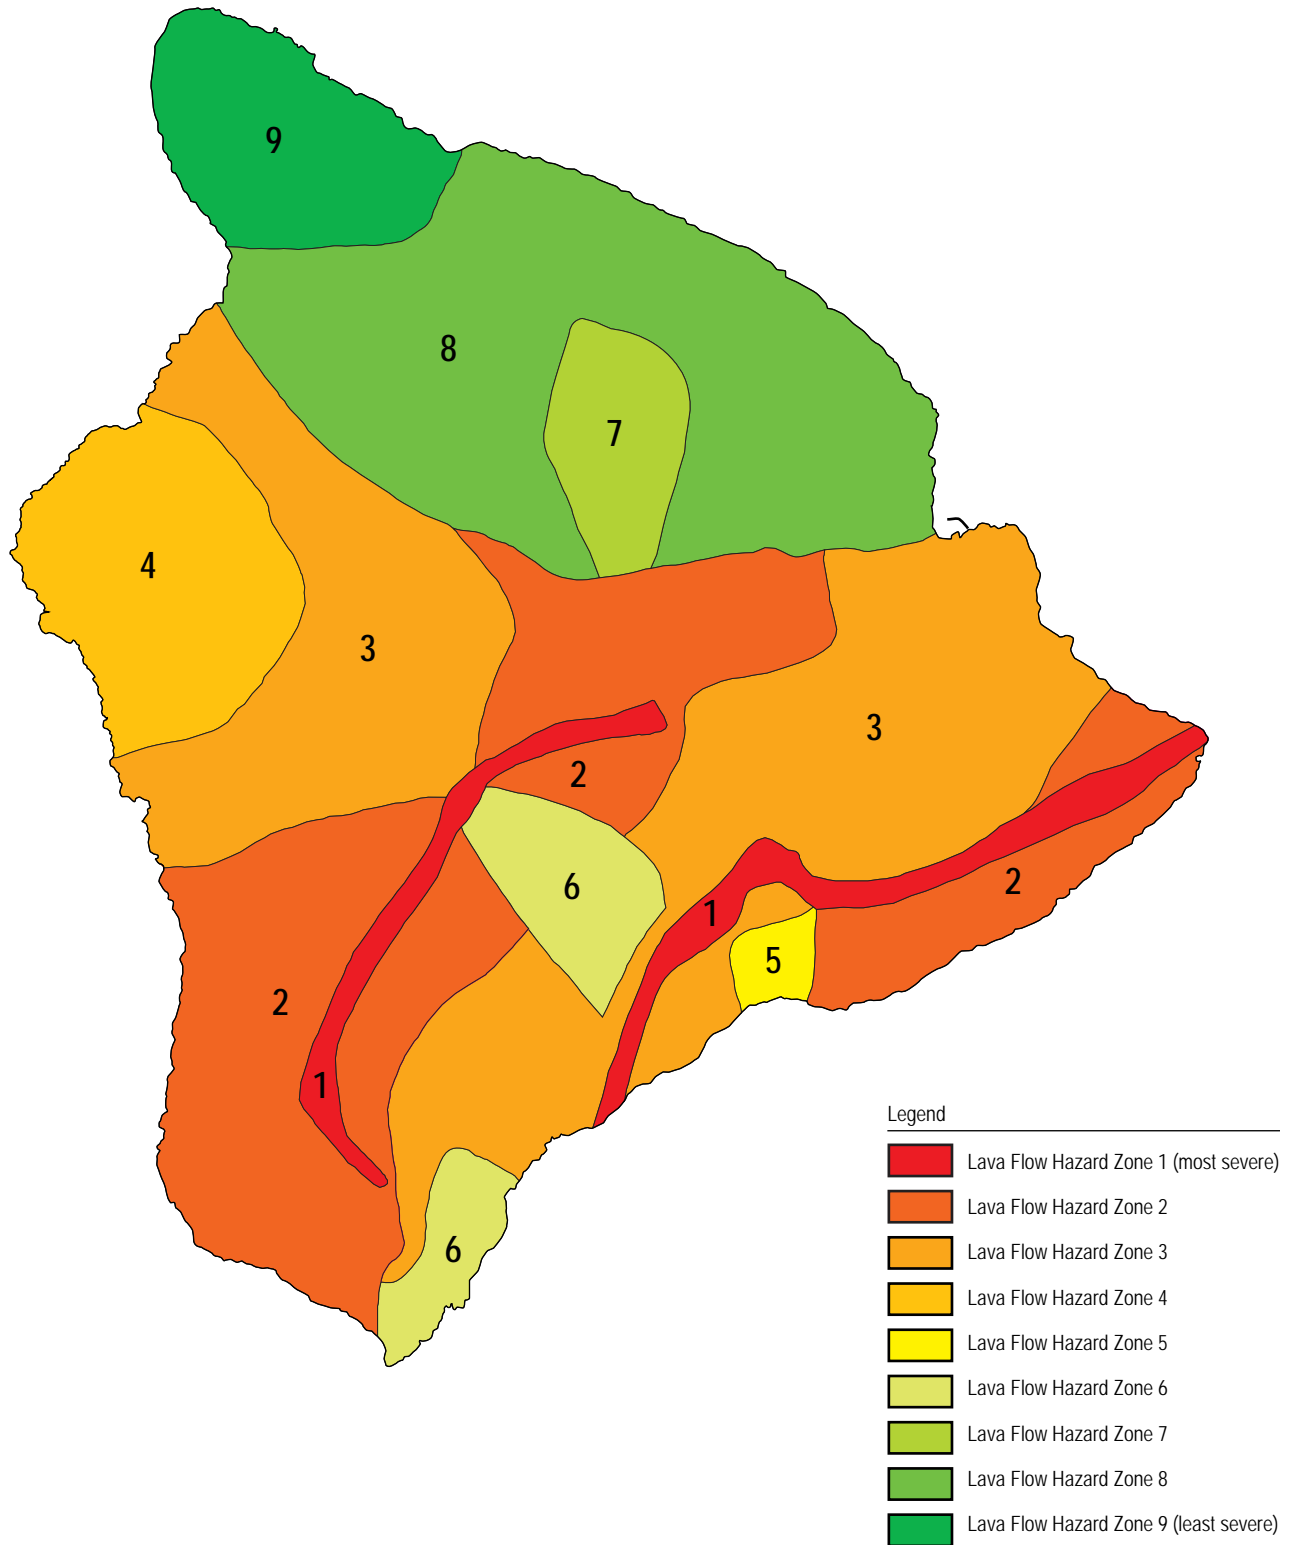 9
8
7
4
3
3
2
6
2
1
5
2
1
6
Legend
Lava Flow Hazard Zone 1 (most severe)
Lava Flow Hazard Zone 2
Lava Flow Hazard Zone 3
Lava Flow Hazard Zone 4
Lava Flow Hazard Zone 5
Lava Flow Hazard Zone 6
Lava Flow Hazard Zone 7
Lava Flow Hazard Zone 8
Lava Flow Hazard Zone 9 (least severe)